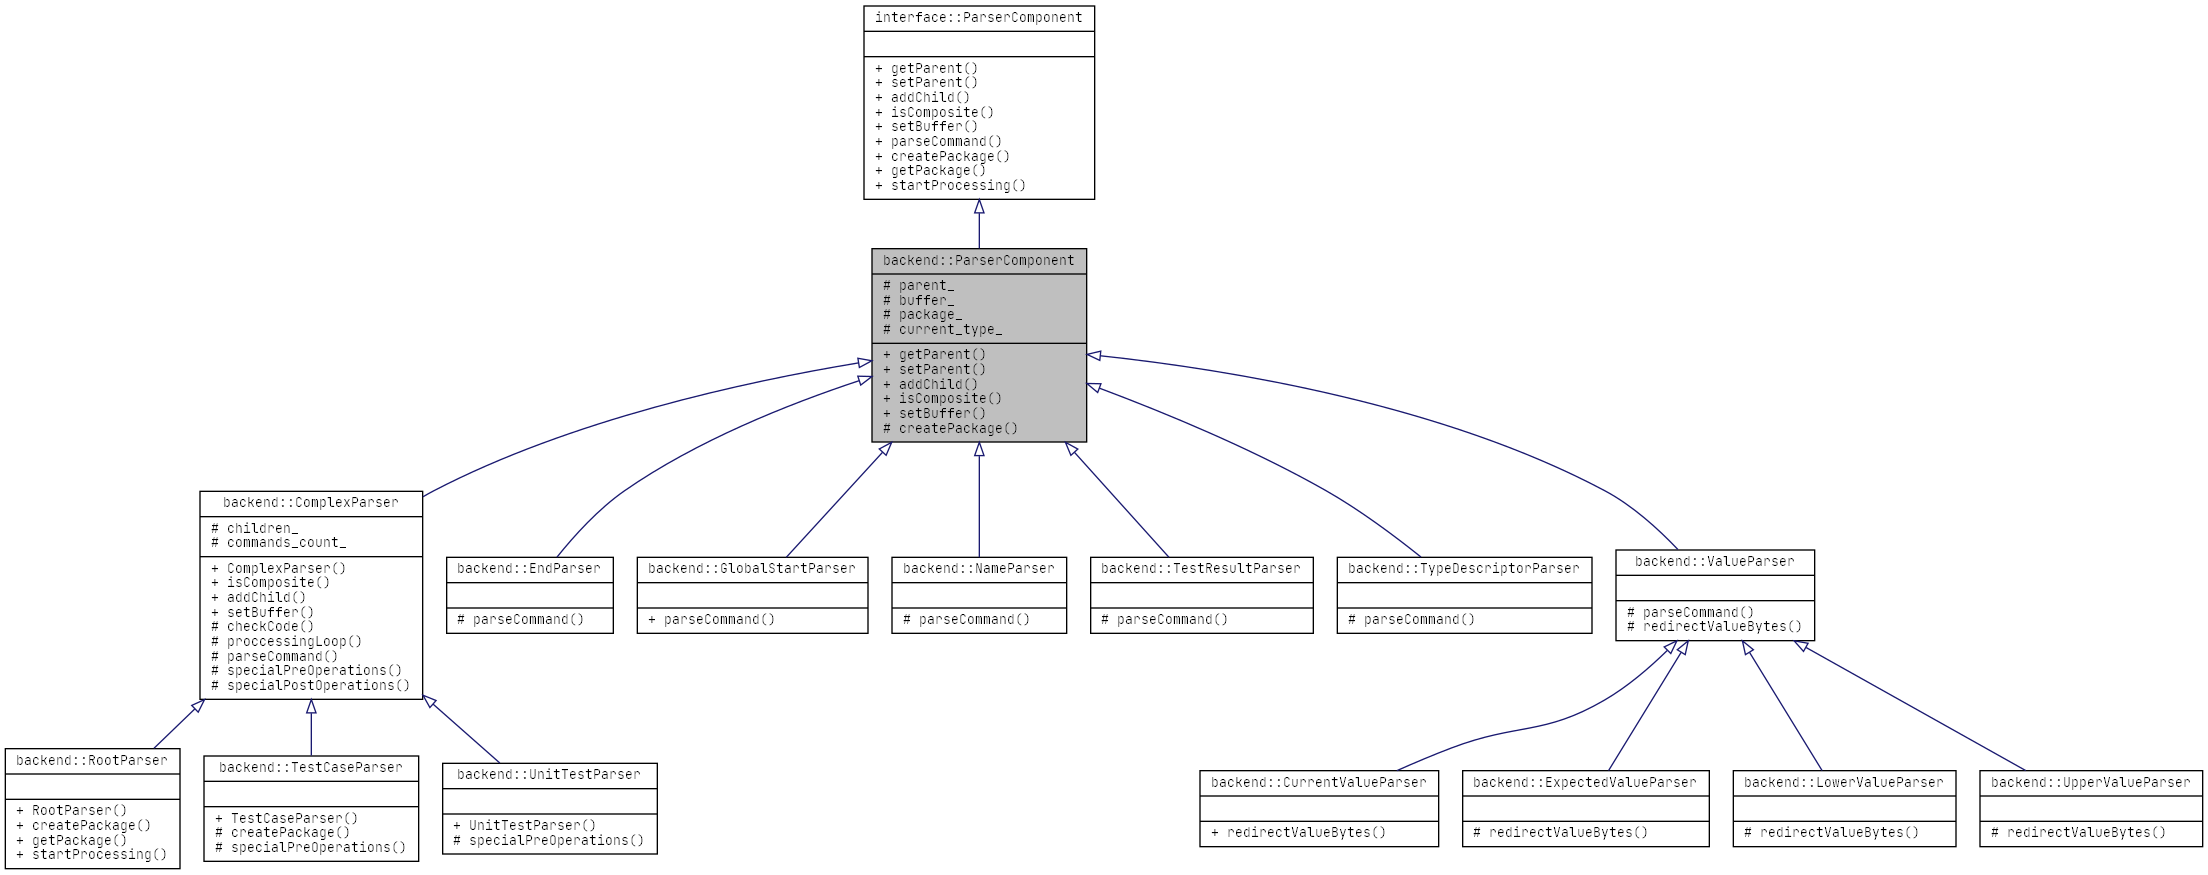 interface::ParserComponent
+ getParent()
+ setParent()
+ addChild()
+ isComposite()
+ setBuffer()
+ parseCommand()
+ createPackage()
+ getPackage()
+ startProcessing()
backend::ParserComponent
# parent_
# buffer_
# package_
# current_type_
+ getParent()
+ setParent()
+ addChild()
+ isComposite()
+ setBuffer()
# createPackage()
backend::ComplexParser
# children_
# commands_count_
+ ComplexParser()
+ isComposite()
+ addChild()
+ setBuffer()
# checkCode()
# proccessingLoop()
# parseCommand()
# specialPreOperations()
# specialPostOperations()
backend::EndParser
# parseCommand()
backend::GlobalStartParser
+ parseCommand()
backend::NameParser
# parseCommand()
backend::TestResultParser
# parseCommand()
backend::TypeDescriptorParser
# parseCommand()
backend::ValueParser
# parseCommand()
# redirectValueBytes()
backend::RootParser
+ RootParser()
+ createPackage()
+ getPackage()
+ startProcessing()
backend::TestCaseParser
+ TestCaseParser()
# createPackage()
# specialPreOperations()
backend::UnitTestParser
+ UnitTestParser()
# specialPreOperations()
backend::CurrentValueParser
+ redirectValueBytes()
backend::ExpectedValueParser
# redirectValueBytes()
backend::LowerValueParser
# redirectValueBytes()
backend::UpperValueParser
# redirectValueBytes()